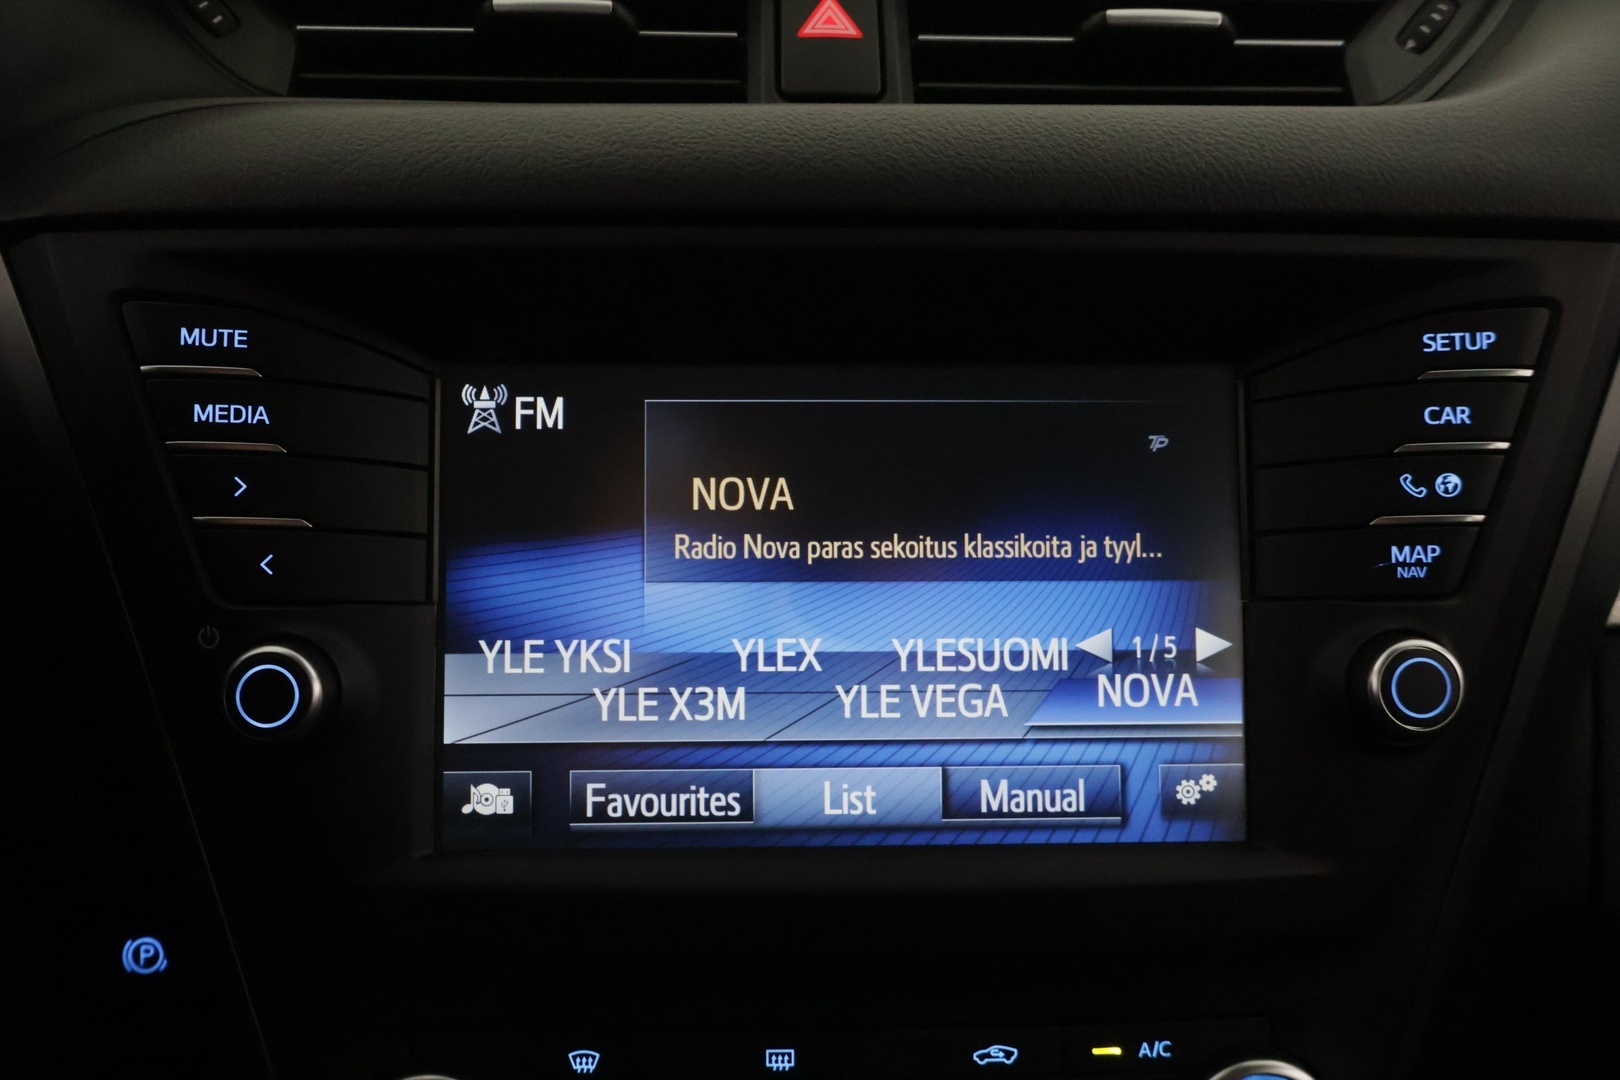 MUTE
MEDIA
SETUP
CAR
MAP
NAV
FM
TP
NOVA
Radio Nova paras sekoitus klassikoita ja tyyl...
YLE YKSI YLEX YLESUOMI 1/5
YLE X3M YLE VEGA NOVA
Favourites List Manual
P
A/C